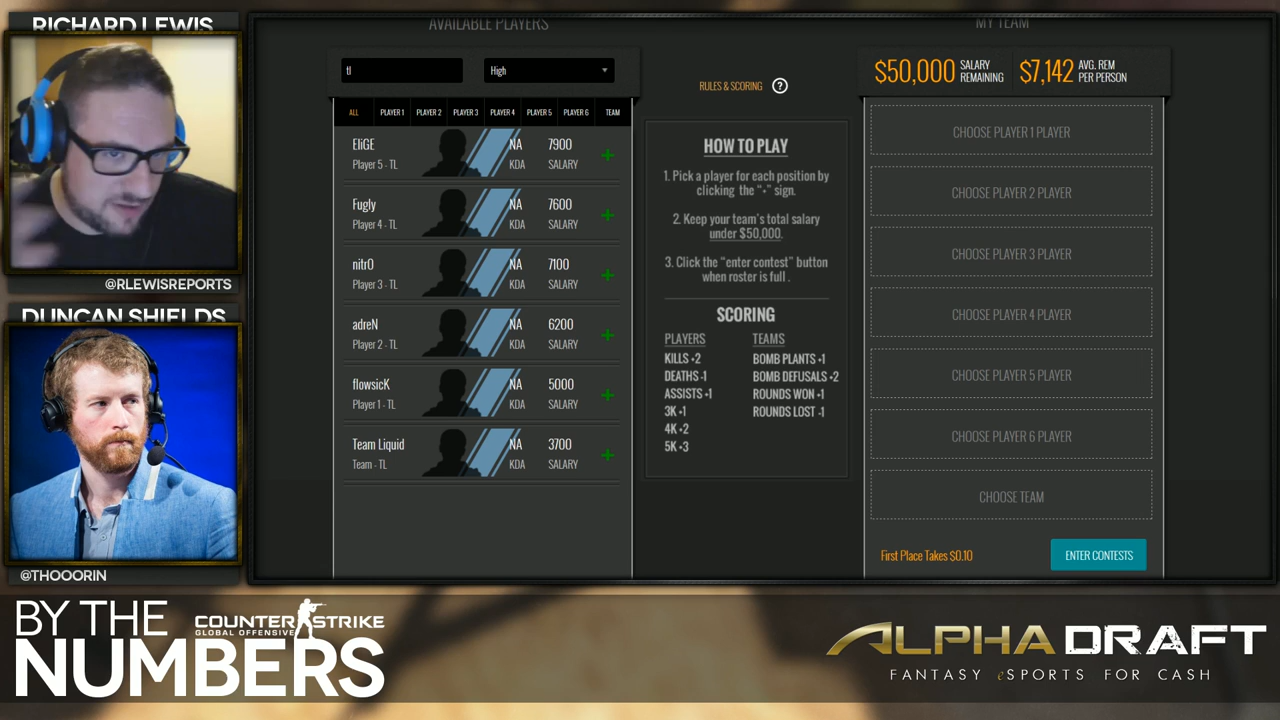 RICHARD LEWIS
@RLEWISREPORTS
DUNCAN SHIELDS
@THOOORIN
AVAILABLE PLAYERS
tl
High
ALL PLAYER 1 PLAYER 2 PLAYER 3 PLAYER 4 PLAYER 5 PLAYER 6 TEAM
EliGE NA 7900
Player 5 - TL KDA SALARY +
Fugly NA 7600
Player 4 - TL KDA SALARY +
nitr0 NA 7100
Player 3 - TL KDA SALARY +
adreN NA 6200
Player 2 - TL KDA SALARY +
flowsicK NA 5000
Player 1 - TL KDA SALARY +
Team Liquid NA 3700
Team - TL KDA SALARY +
RULES & SCORING ?
HOW TO PLAY
1. Pick a player for each position by
clicking the "+" sign.
2. Keep your team's total salary
under $50,000.
3. Click the "enter contest" button
when roster is full .
SCORING
PLAYERS TEAMS
KILLS +2 BOMB PLANTS +1
DEATHS -1 BOMB DEFUSALS +2
ASSISTS +1 ROUNDS WON +1
3K +1 ROUNDS LOST -1
4K +2
5K +3
MY TEAM
$50,000 SALARY REMAINING $7,142 AVG. REM PER PERSON
CHOOSE PLAYER 1 PLAYER
CHOOSE PLAYER 2 PLAYER
CHOOSE PLAYER 3 PLAYER
CHOOSE PLAYER 4 PLAYER
CHOOSE PLAYER 5 PLAYER
CHOOSE PLAYER 6 PLAYER
CHOOSE TEAM
First Place Takes $0.10 ENTER CONTESTS
BY THE
NUMBERS
COUNTER STRIKE
GLOBAL OFFENSIVE
ALPHADRAFT
FANTASY eSPORTS FOR CASH